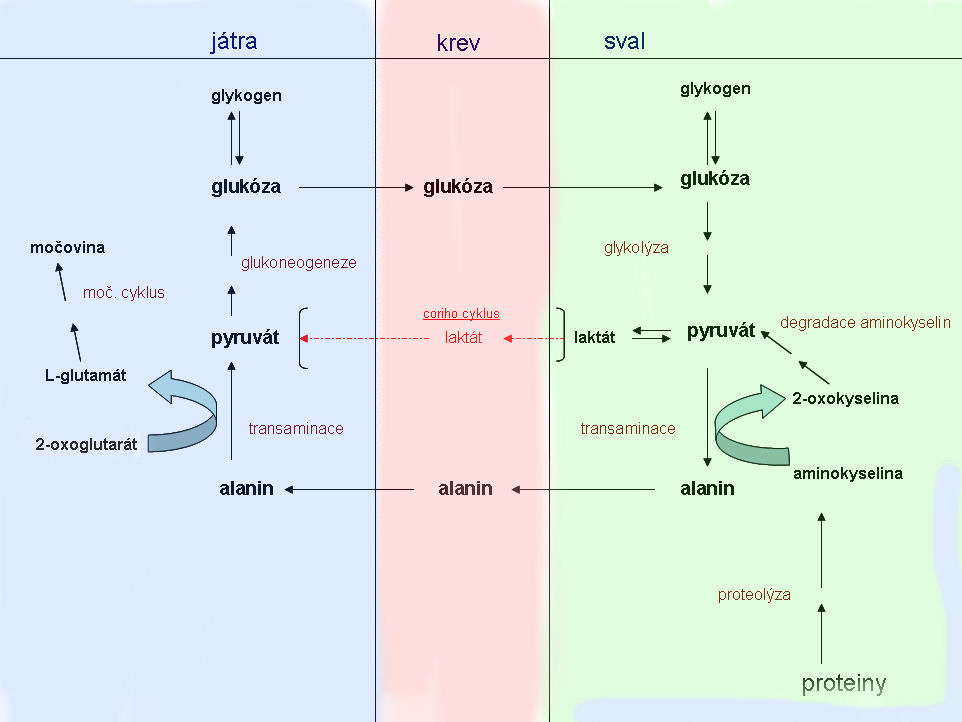 játra
krev
sval
glykogen
glykogen
glukóza
glukóza
glukóza
močovina
glykolýza
glukoneogeneze
moč. cyklus
coriho cyklus
pyruvát
laktát
laktát
pyruvát
degradace aminokyselin
L-glutamát
2-oxokyselina
2-oxoglutarát
transaminace
transaminace
aminokyselina
alanin
alanin
alanin
proteolýza
proteiny